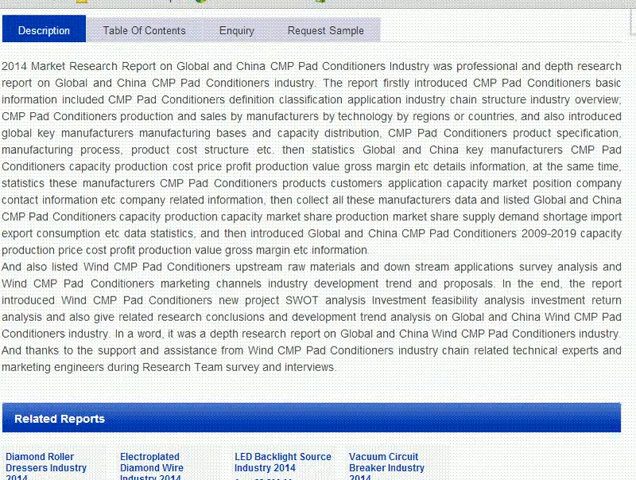 Description
Table Of Contents
Enquiry
Request Sample
2014 Market Research Report on Global and China CMP Pad Conditioners Industry was professional and depth research
report on Global and China CMP Pad Conditioners industry. The report firstly introduced CMP Pad Conditioners basic
information included CMP Pad Conditioners definition classification application industry chain structure industry overview;
CMP Pad Conditioners production and sales by manufacturers by technology by regions or countries, and also introduced
global key manufacturers manufacturing bases and capacity distribution, CMP Pad Conditioners product specification,
manufacturing process, product cost structure etc. then statistics Global and China key manufacturers CMP Pad
Conditioners capacity production cost price profit production value gross margin etc details information, at the same time,
statistics these manufacturers CMP Pad Conditioners products customers application capacity market position company
contact information etc company related information, then collect all these manufacturers data and listed Global and China
CMP Pad Conditioners capacity production capacity market share production market share supply demand shortage import
export consumption etc data statistics, and then introduced Global and China CMP Pad Conditioners 2009-2019 capacity
production price cost profit production value gross margin etc information.
And also listed Wind CMP Pad Conditioners upstream raw materials and down stream applications survey analysis and
Wind CMP Pad Conditioners marketing channels industry development trend and proposals. In the end, the report
introduced Wind CMP Pad Conditioners new project SWOT analysis Investment feasibility analysis investment return
analysis and also give related research conclusions and development trend analysis on Global and China Wind CMP Pad
Conditioners industry. In a word, it was a depth research report on Global and China Wind CMP Pad Conditioners industry.
And thanks to the support and assistance from Wind CMP Pad Conditioners industry chain related technical experts and
marketing engineers during Research Team survey and interviews.
Related Reports
Diamond Roller
Dressers Industry
2014
Electroplated
Diamond Wire
Industry 2014
LED Backlight Source
Industry 2014
Vacuum Circuit
Breaker Industry
2014